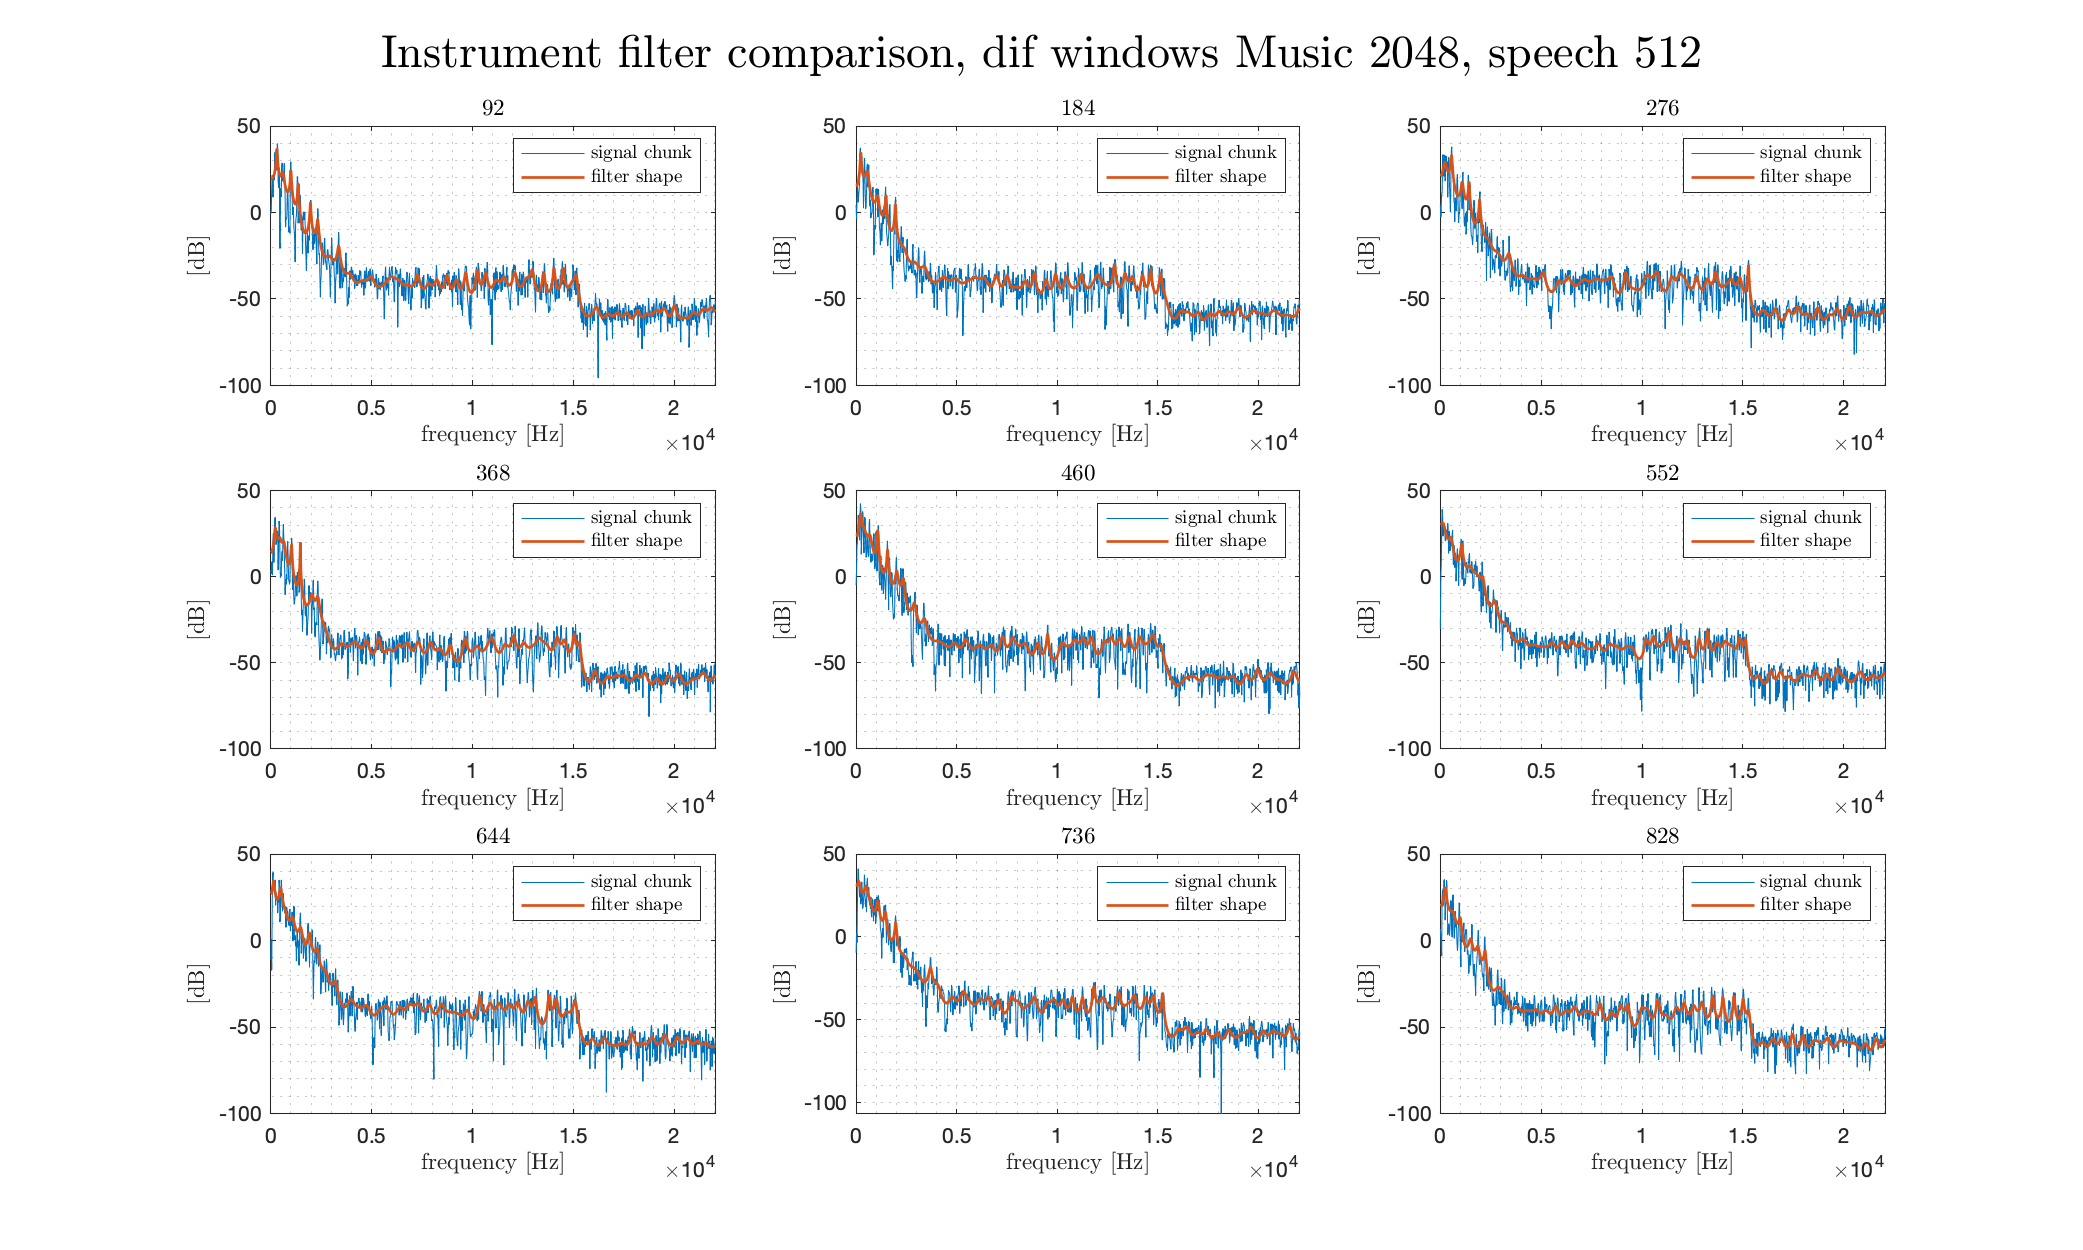 Instrument filter comparison, dif windows Music 2048, speech 512
92
50
0
-50
-100
[dB]
signal chunk
filter shape
0 0.5 1 1.5 2
frequency [Hz]
×10^4
184
50
0
-50
-100
[dB]
signal chunk
filter shape
0 0.5 1 1.5 2
frequency [Hz]
×10^4
276
50
0
-50
-100
[dB]
signal chunk
filter shape
0 0.5 1 1.5 2
frequency [Hz]
×10^4
368
50
0
-50
-100
[dB]
signal chunk
filter shape
0 0.5 1 1.5 2
frequency [Hz]
×10^4
460
50
0
-50
-100
[dB]
signal chunk
filter shape
0 0.5 1 1.5 2
frequency [Hz]
×10^4
552
50
0
-50
-100
[dB]
signal chunk
filter shape
0 0.5 1 1.5 2
frequency [Hz]
×10^4
644
50
0
-50
-100
[dB]
signal chunk
filter shape
0 0.5 1 1.5 2
frequency [Hz]
×10^4
736
50
0
-50
-100
[dB]
signal chunk
filter shape
0 0.5 1 1.5 2
frequency [Hz]
×10^4
828
50
0
-50
-100
[dB]
signal chunk
filter shape
0 0.5 1 1.5 2
frequency [Hz]
×10^4